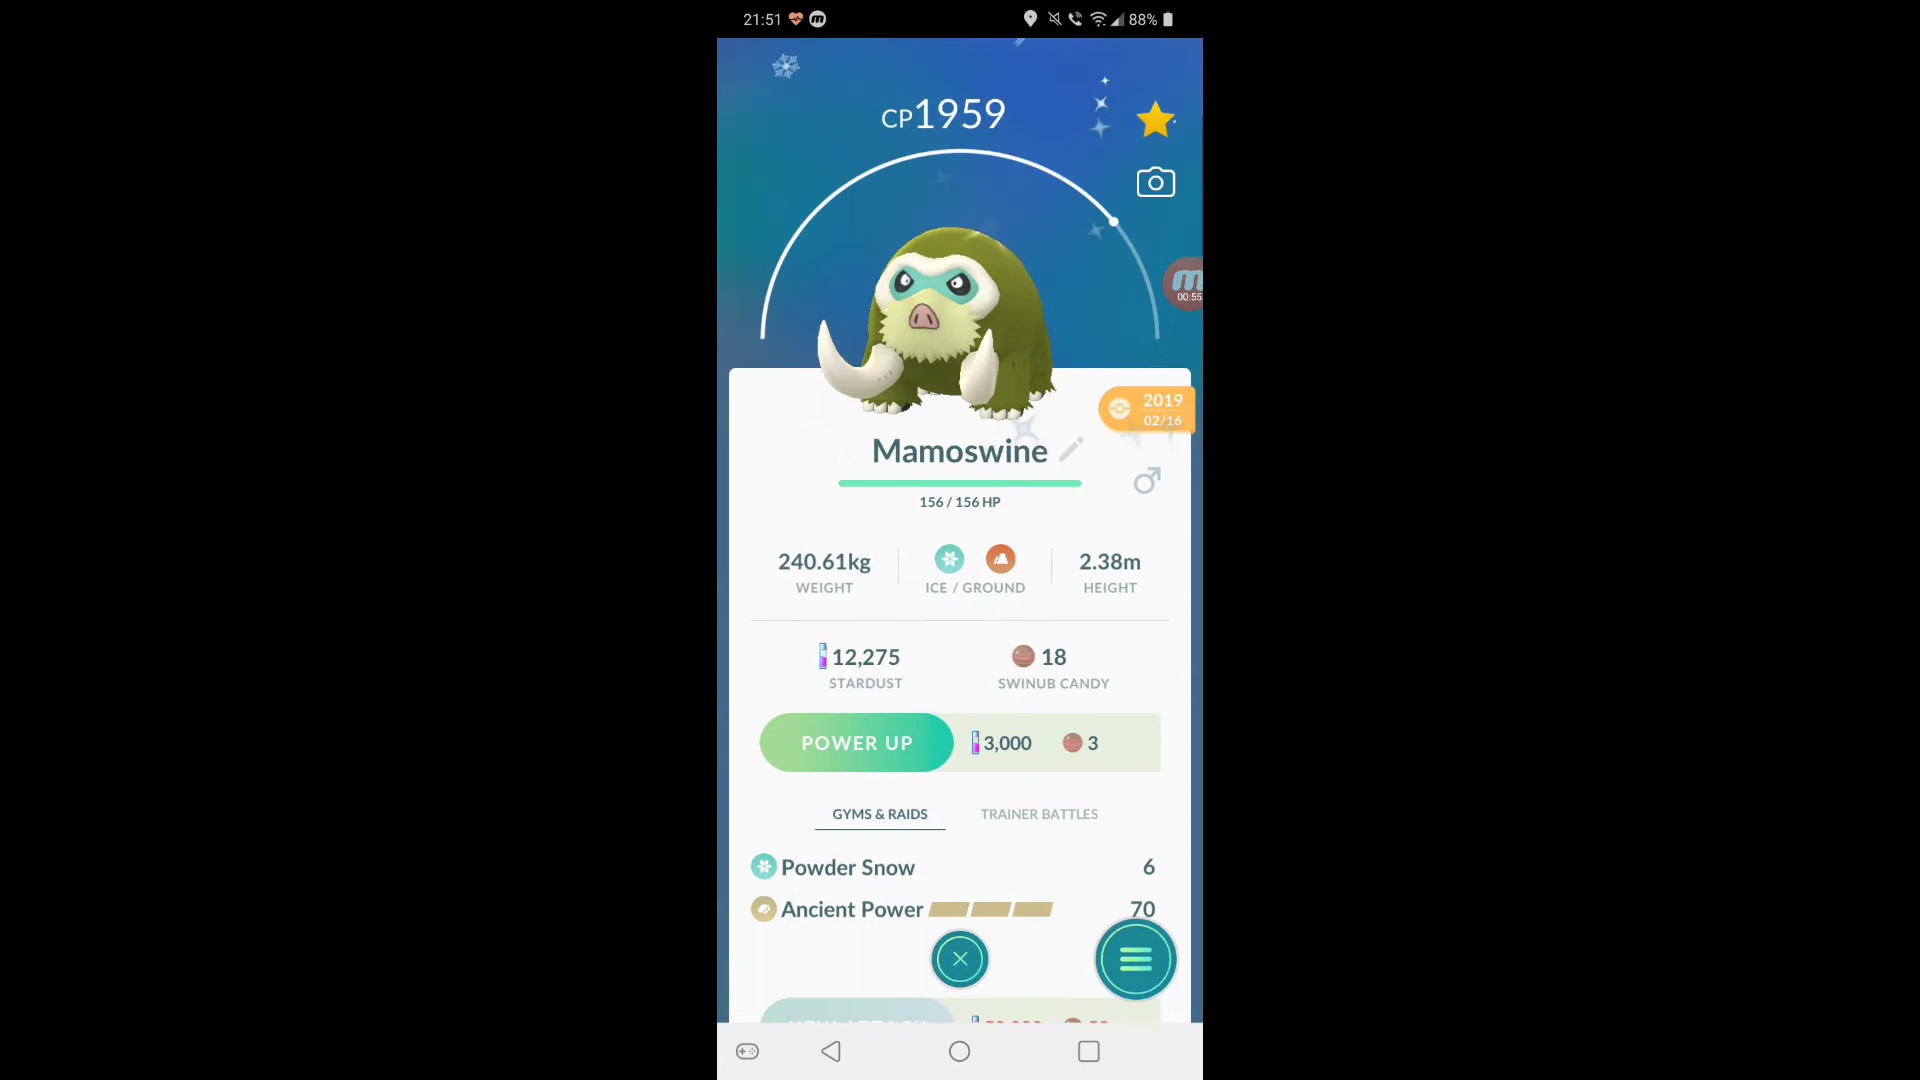 21:51
88%
CP1959
00:55
2019
02/16
Mamoswine
156 / 156 HP
240.61kg
WEIGHT
ICE / GROUND
2.38m
HEIGHT
12,275
STARDUST
18
SWINUB CANDY
POWER UP
3,000
3
GYMS & RAIDS
TRAINER BATTLES
Powder Snow
6
Ancient Power
70